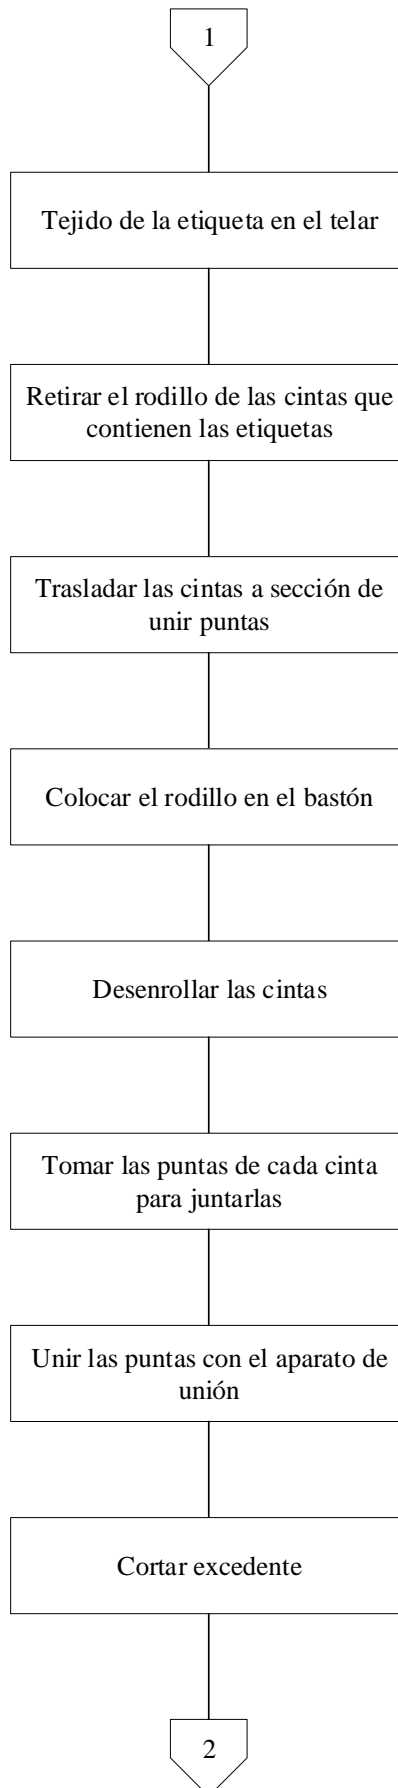 1
Tejido de la etiqueta en el telar
Retirar el rodillo de las cintas que
contienen las etiquetas
Trasladar las cintas a sección de
unir puntas
Colocar el rodillo en el bastón
Desenrollar las cintas
Tomar las puntas de cada cinta
para juntarlas
Unir las puntas con el aparato de
unión
Cortar excedente
2